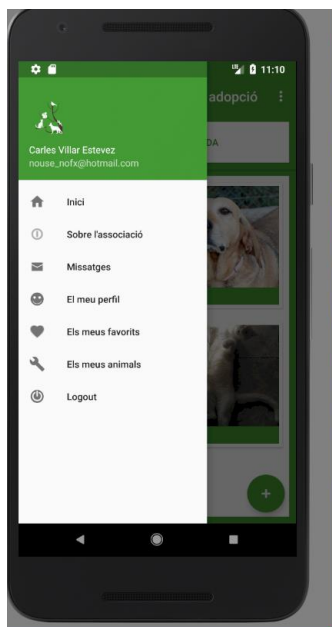 11:10
adopció
Carles Villar Estevez
nouse_nofx@hotmail.com
DA
Inici
Sobre l'associació
Missatges
El meu perfil
Els meus favorits
Els meus animals
Logout